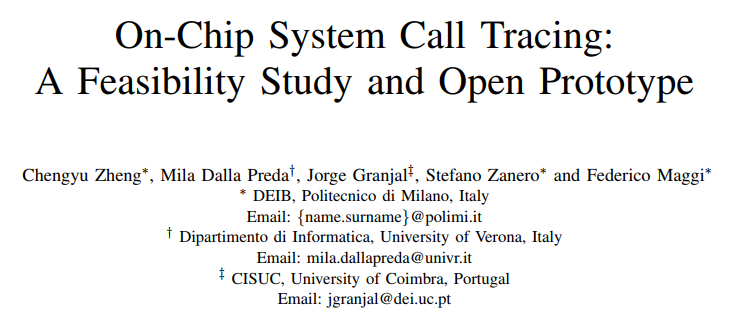 On-Chip System Call Tracing:
A Feasibility Study and Open Prototype
Chengyu Zheng*, Mila Dalla Preda†, Jorge Granjal‡, Stefano Zanero* and Federico Maggi*
* DEIB, Politecnico di Milano, Italy
Email: {name.surname}@polimi.it
† Dipartimento di Informatica, University of Verona, Italy
Email: mila.dallapreda@univr.it
‡ CISUC, University of Coimbra, Portugal
Email: jgranjal@dei.uc.pt